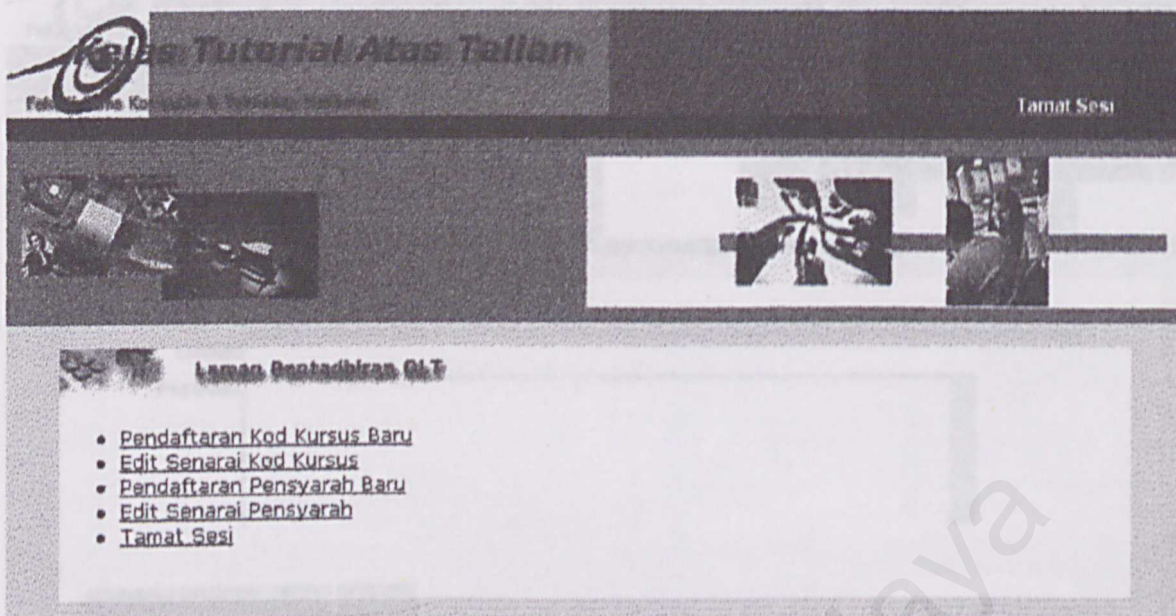 Kelas Tutorial Atas Talian
Tamat Sesi
Laman Pentadbiran OLT
Pendaftaran Kod Kursus Baru
Edit Senarai Kod Kursus
Pendaftaran Pensyarah Baru
Edit Senarai Pensyarah
Tamat Sesi